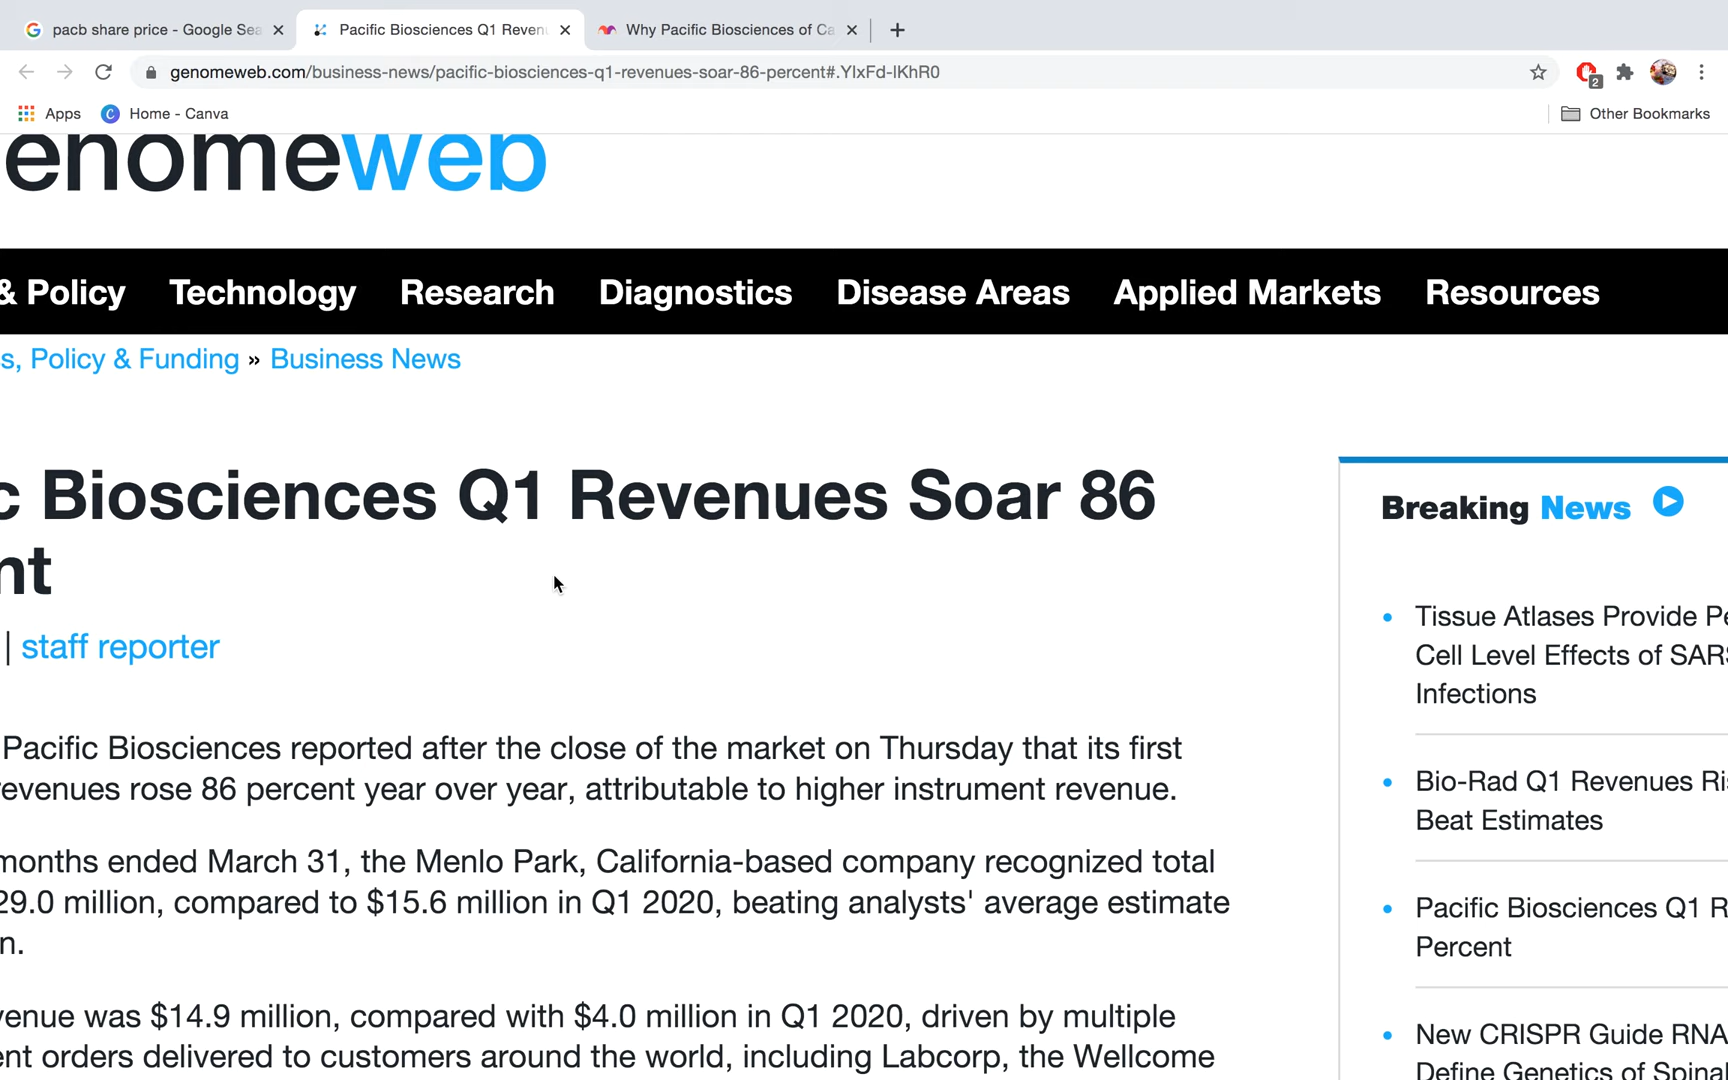 pacb share price - Google Sea
Pacific Biosciences Q1 Reven
Why Pacific Biosciences of Ca
genomeweb.com/business-news/pacific-biosciences-q1-revenues-soar-86-percent#.YIxFd-lKhR0
2
Apps
Home - Canva
Other Bookmarks
enomeweb
& Policy Technology Research Diagnostics Disease Areas Applied Markets Resources
s, Policy & Funding » Business News
c Biosciences Q1 Revenues Soar 86
nt
| staff reporter
Pacific Biosciences reported after the close of the market on Thursday that its first
revenues rose 86 percent year over year, attributable to higher instrument revenue.
months ended March 31, the Menlo Park, California-based company recognized total
29.0 million, compared to $15.6 million in Q1 2020, beating analysts' average estimate
n.
venue was $14.9 million, compared with $4.0 million in Q1 2020, driven by multiple
ent orders delivered to customers around the world, including Labcorp, the Wellcome
Breaking News
Tissue Atlases Provide Pe
Cell Level Effects of SARS
Infections
Bio-Rad Q1 Revenues Ris
Beat Estimates
Pacific Biosciences Q1 R
Percent
New CRISPR Guide RNA
Define Genetics of Spinal